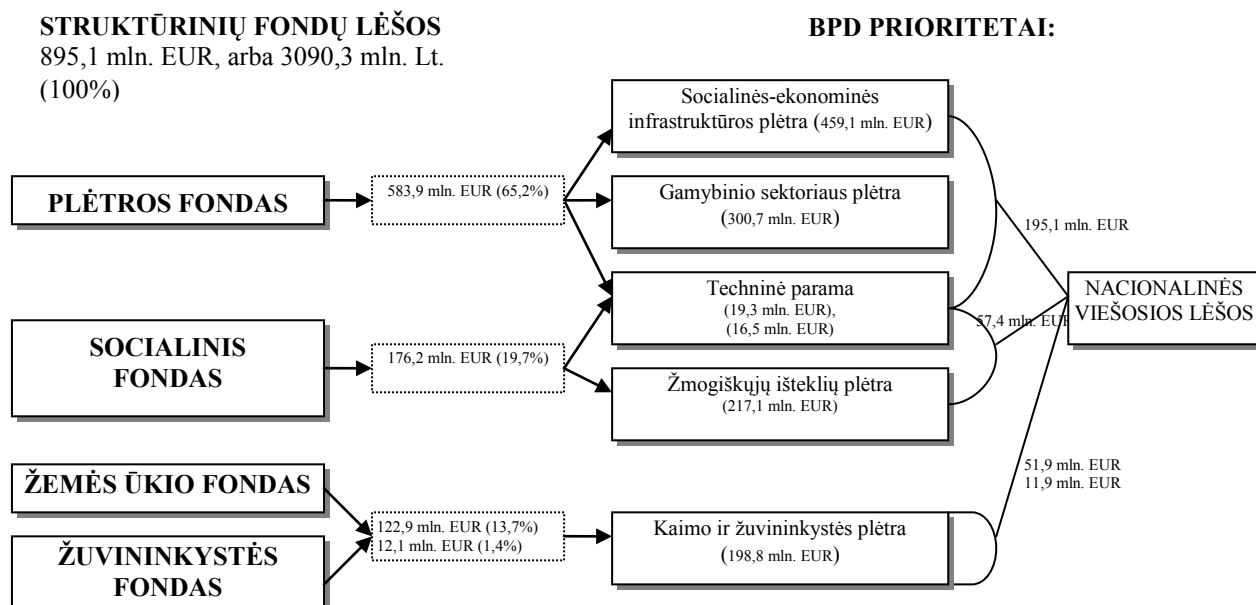 STRUKTŪRINIŲ FONDŲ LĖŠOS
895,1 mln. EUR, arba 3090,3 mln. Lt.
(100%)
BPD PRIORITETAI:
Socialinės-ekonominės
infrastruktūros plėtra (459,1 mln. EUR)
PLĖTROS FONDAS
583,9 mln. EUR (65,2%)
Gamybinio sektoriaus plėtra
(300,7 mln. EUR)
195,1 mln. EUR
Techninė parama
(19,3 mln. EUR),
(16,5 mln. EUR)
NACIONALINĖS
VIEŠOSIOS LĖŠOS
57,4 mln. EUR
SOCIALINIS
FONDAS
176,2 mln. EUR (19,7%)
Žmogiškųjų išteklių plėtra
(217,1 mln. EUR)
ŽEMĖS ŪKIO FONDAS
51,9 mln. EUR
11,9 mln. EUR
122,9 mln. EUR (13,7%)
12,1 mln. EUR (1,4%)
Kaimo ir žuvininkystės plėtra
(198,8 mln. EUR)
ŽUVININKYSTĖS
FONDAS